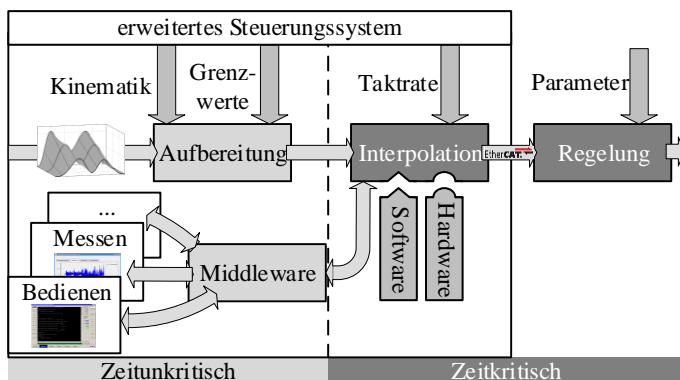 erweitertes Steuerungssystem
Kinematik
Grenz-
werte
Taktrate
Parameter
Aufbereitung
Interpolation
EtherCAT
Regelung
...
Messen
Bedienen
Middleware
Software
Hardware
Zeitunkritisch
Zeitkritisch